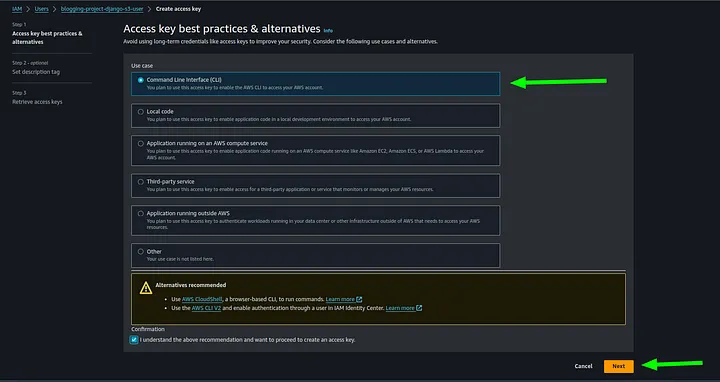 IAM > Users > blogging-project-django-s3-user > Create access key
Step 1
Access key best practices &
alternatives
Step 2 - optional
Set description tag
Step 3
Retrieve access keys
Access key best practices & alternatives Info
Avoid using long-term credentials like access keys to improve your security. Consider the following use cases and alternatives.
Use case
Command Line Interface (CLI)
You plan to use this access key to enable the AWS CLI to access your AWS account.
Local code
You plan to use this access key to enable application code in a local development environment to access your AWS account.
Application running on an AWS compute service
You plan to use this access key to enable application code running on an AWS compute service like Amazon EC2, Amazon ECS, or AWS Lambda to access your
AWS account.
Third-party service
You plan to use this access key to enable access for a third-party application or service that monitors or manages your AWS resources.
Application running outside AWS
You plan to use this access key to authenticate workloads running in your data center or other infrastructure outside of AWS that needs to access your AWS
resources.
Other
Your use case is not listed here.
Alternatives recommended
• Use AWS CloudShell, a browser-based CLI, to run commands. Learn more
• Use the AWS CLI V2 and enable authentication through a user in IAM Identity Center. Learn more
Confirmation
I understand the above recommendation and want to proceed to create an access key.
Cancel
Next